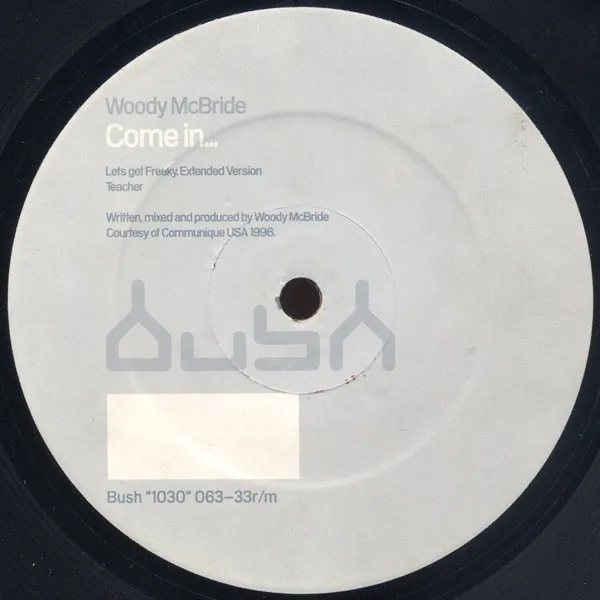 Woody McBride
Come in...
Lets get Freaky. Extended Version
Teacher
Written, mixed and produced by Woody McBride
Courtesy of Communique USA 1996.
bush
Bush "1030" 063–33r/m